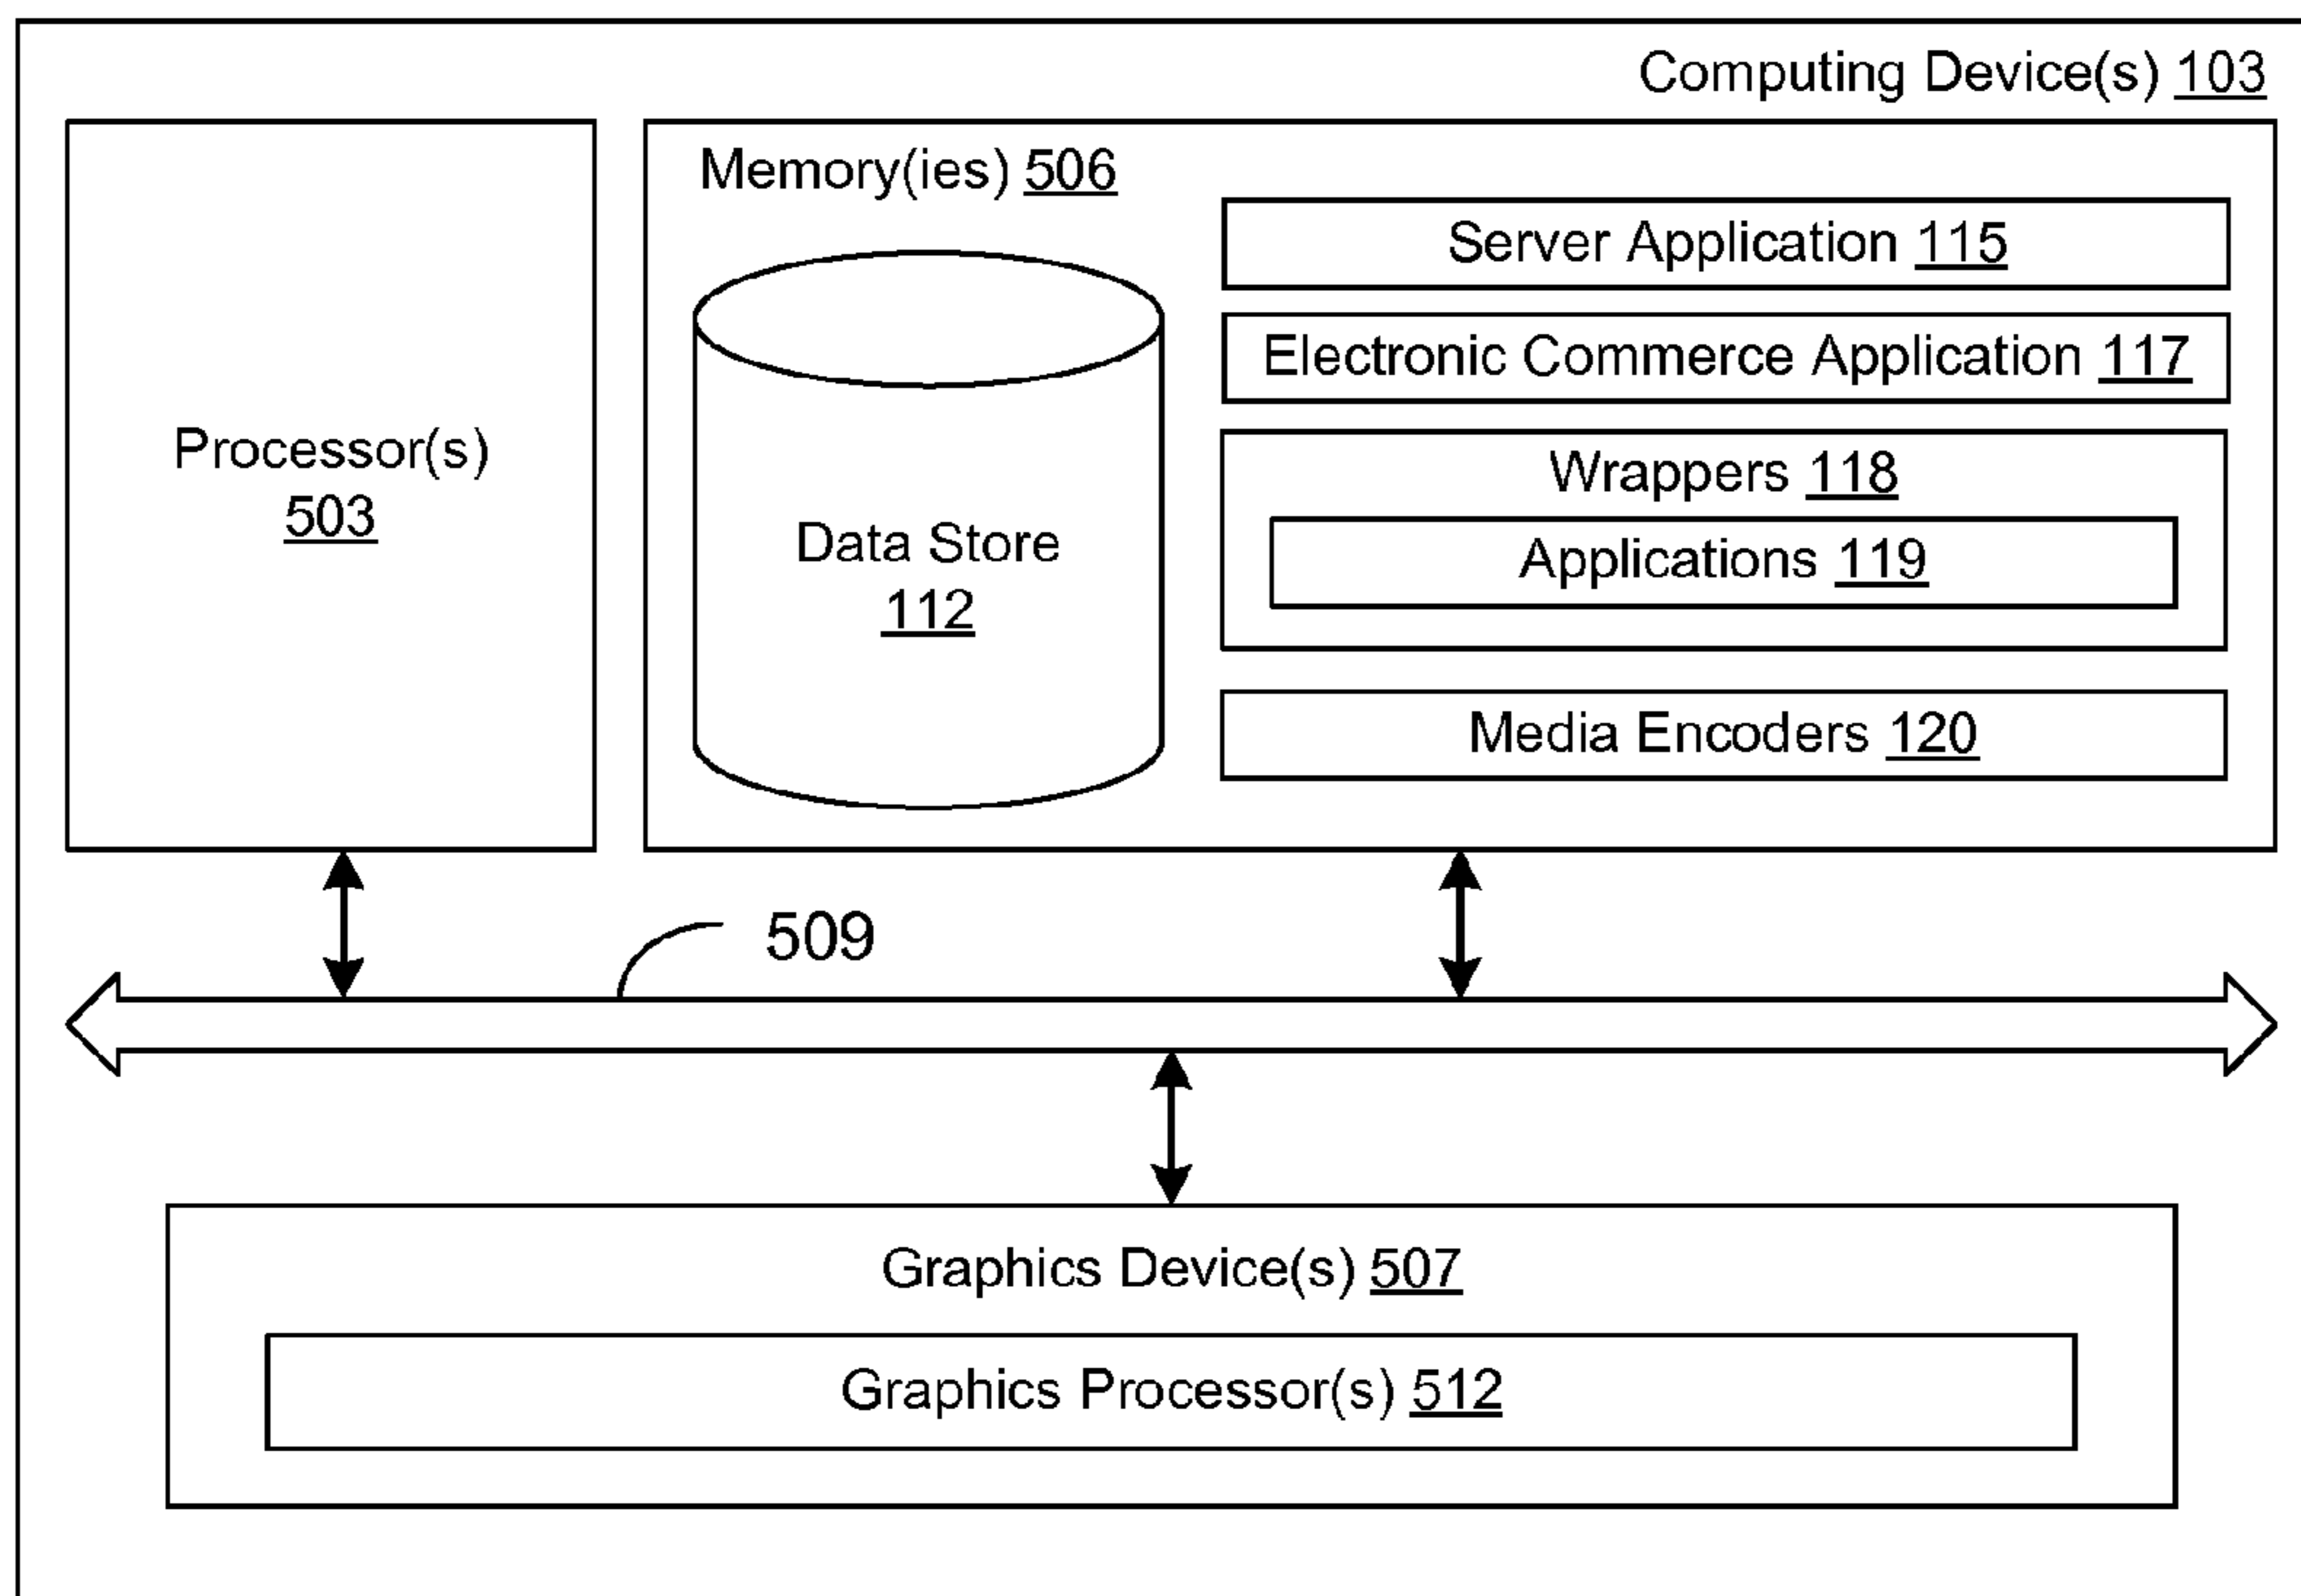 Computing Device(s) 103
Processor(s)
503
Memory(ies) 506
Data Store
112
Server Application 115
Electronic Commerce Application 117
Wrappers 118
Applications 119
Media Encoders 120
509
Graphics Device(s) 507
Graphics Processor(s) 512